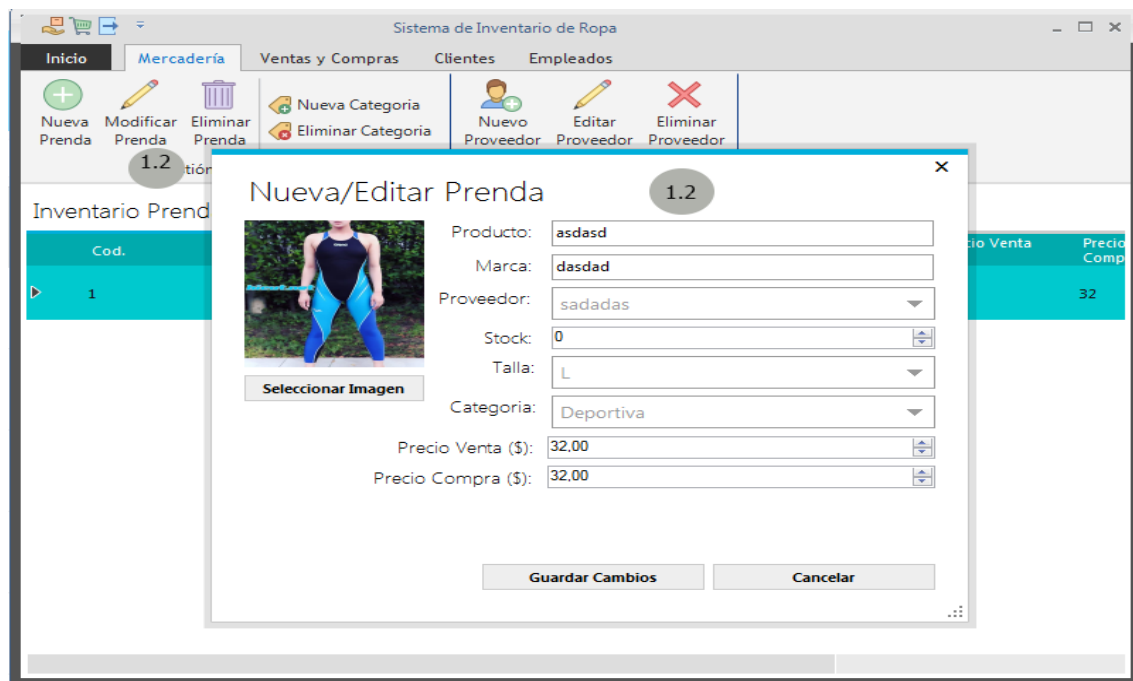 Sistema de Inventario de Ropa
Inicio Mercadería Ventas y Compras Clientes Empleados
Nueva Prenda
Modificar Prenda
Eliminar Prenda
Nueva Categoria
Eliminar Categoria
Nuevo Proveedor
Editar Proveedor
Eliminar Proveedor
1.2
Nueva/Editar Prenda
1.2
Inventario
Cod.
Venta
1
32
Producto: asdasd
Marca: dasdad
Proveedor: sadadas
Stock: 0
Talla: L
Categoria: Deportiva
Precio Venta ($): 32,00
Precio Compra ($): 32,00
Seleccionar Imagen
Guardar Cambios Cancelar